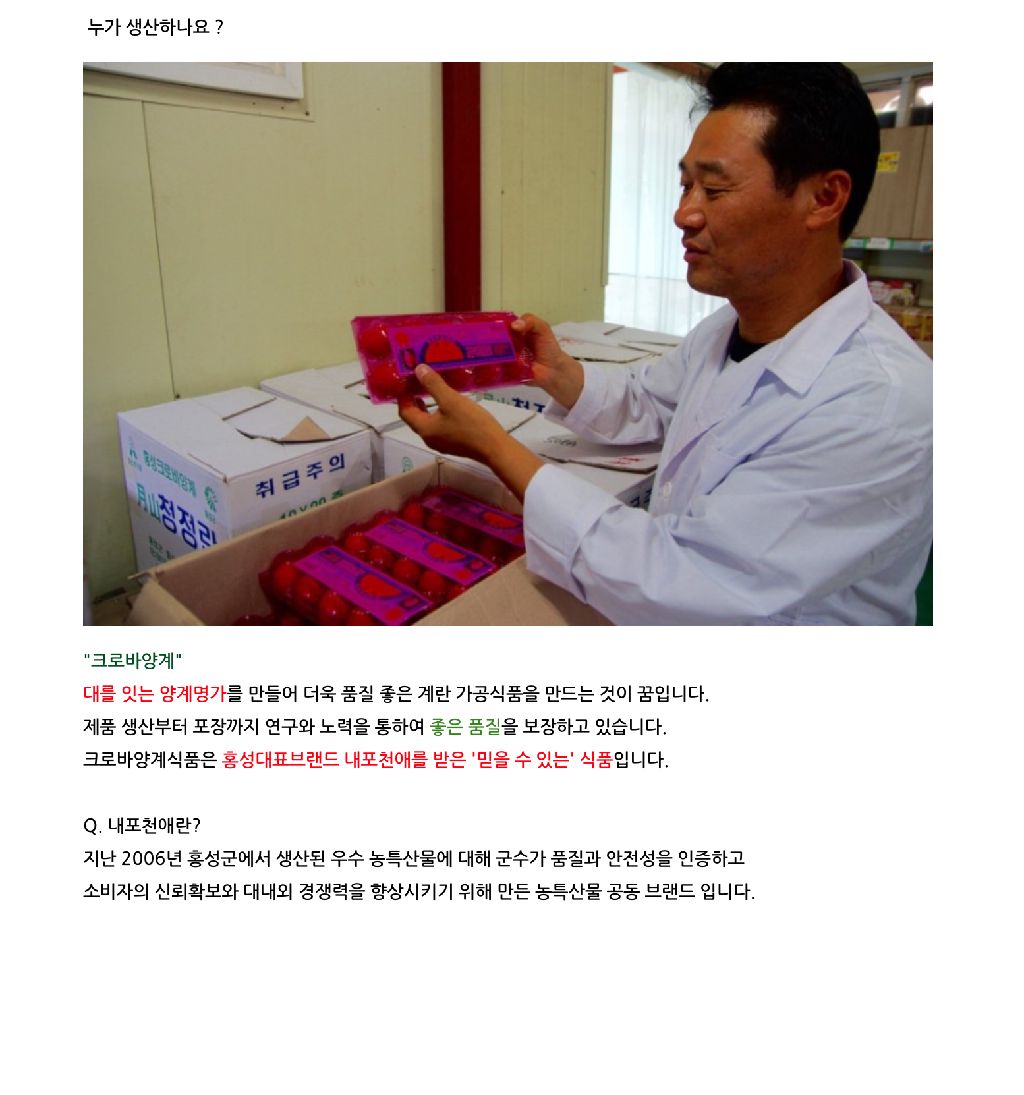 누가 생산하나요 ?
홍성크로바양계
취급주의
月山청정란
"크로바양계"
대를 잇는 양계명가를 만들어 더욱 품질 좋은 계란 가공식품을 만드는 것이 꿈입니다.
제품 생산부터 포장까지 연구와 노력을 통하여 좋은 품질을 보장하고 있습니다.
크로바양계식품은 홍성대표브랜드 내포천애를 받은 '믿을 수 있는' 식품입니다.
Q. 내포천애란?
지난 2006년 홍성군에서 생산된 우수 농특산물에 대해 군수가 품질과 안전성을 인증하고
소비자의 신뢰확보와 대내외 경쟁력을 향상시키기 위해 만든 농특산물 공동 브랜드 입니다.